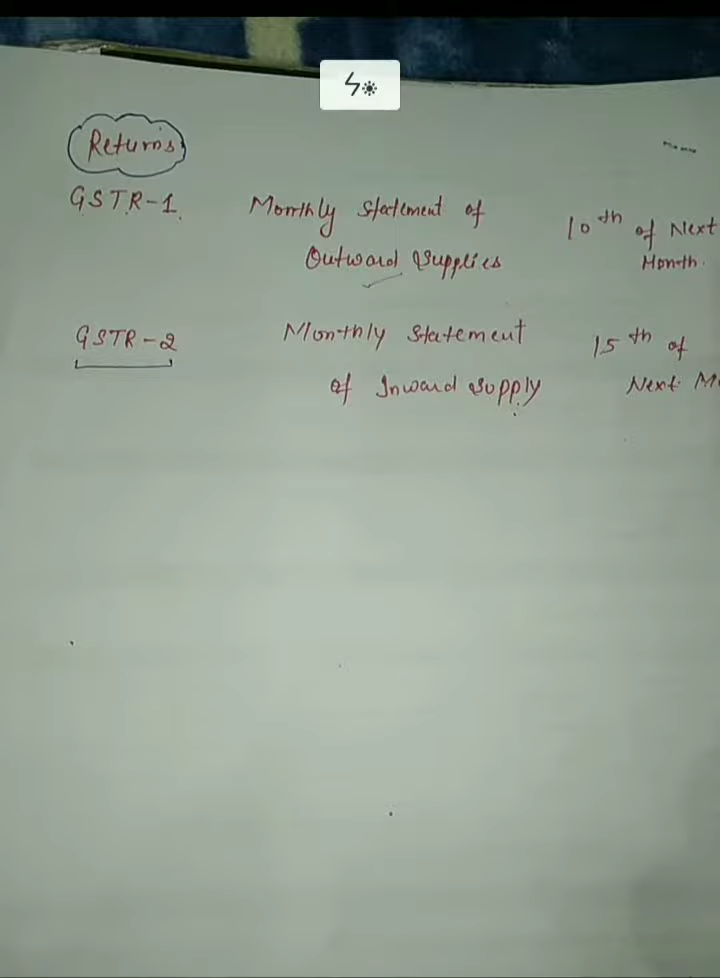 Returns
GSTR-1 Monthly Statement of 10th of Next
Outward Supplies Month.
GSTR-2 Monthly Statement 15th of
of Inward Supply Next